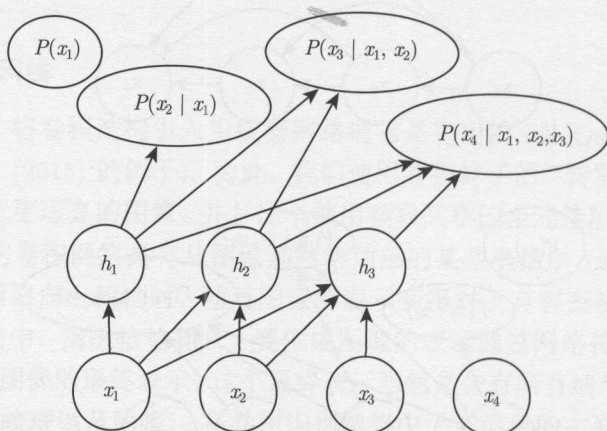 P(x₁)
P(x₃ | x₁, x₂)
P(x₂ | x₁)
P(x₄ | x₁, x₂,x₃)
h₁ h₂ h₃
x₁ x₂ x₃ x₄